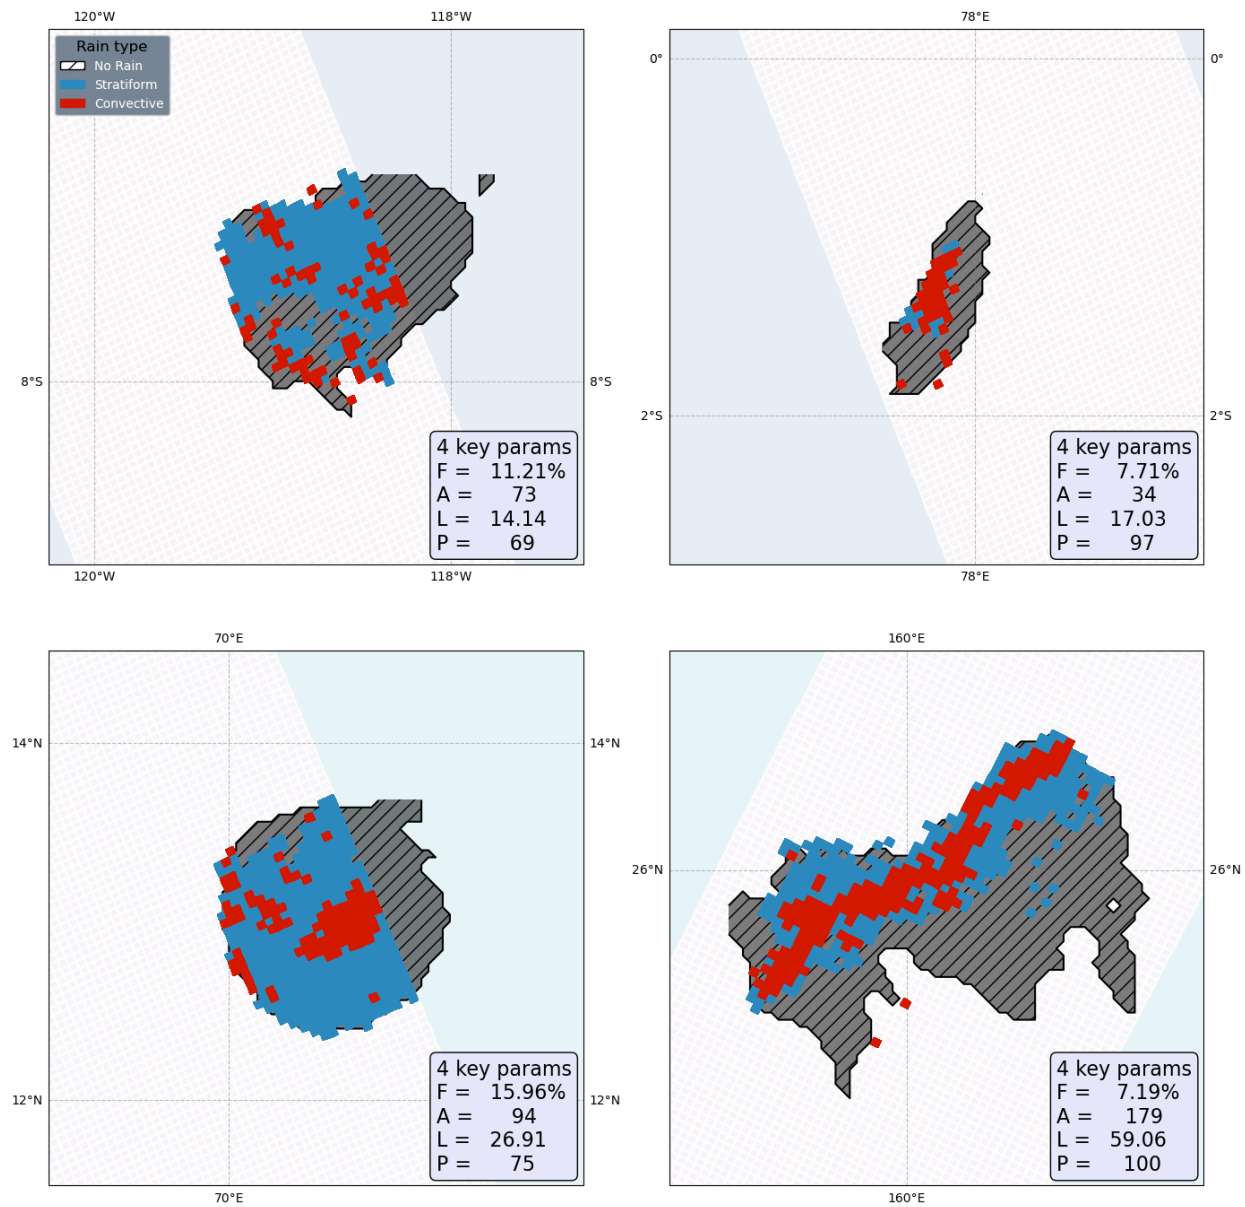 120°W 118°W 78°E
Rain type
No Rain
Stratiform
Convective
0° 0°
8°S 8°S
2°S 2°S
4 key params
F = 11.21%
A = 73
L = 14.14
P = 69
4 key params
F = 7.71%
A = 34
L = 17.03
P = 97
120°W 118°W 78°E
70°E 160°E
14°N 14°N
26°N 26°N
12°N 12°N
4 key params
F = 15.96%
A = 94
L = 26.91
P = 75
4 key params
F = 7.19%
A = 179
L = 59.06
P = 100
70°E 160°E